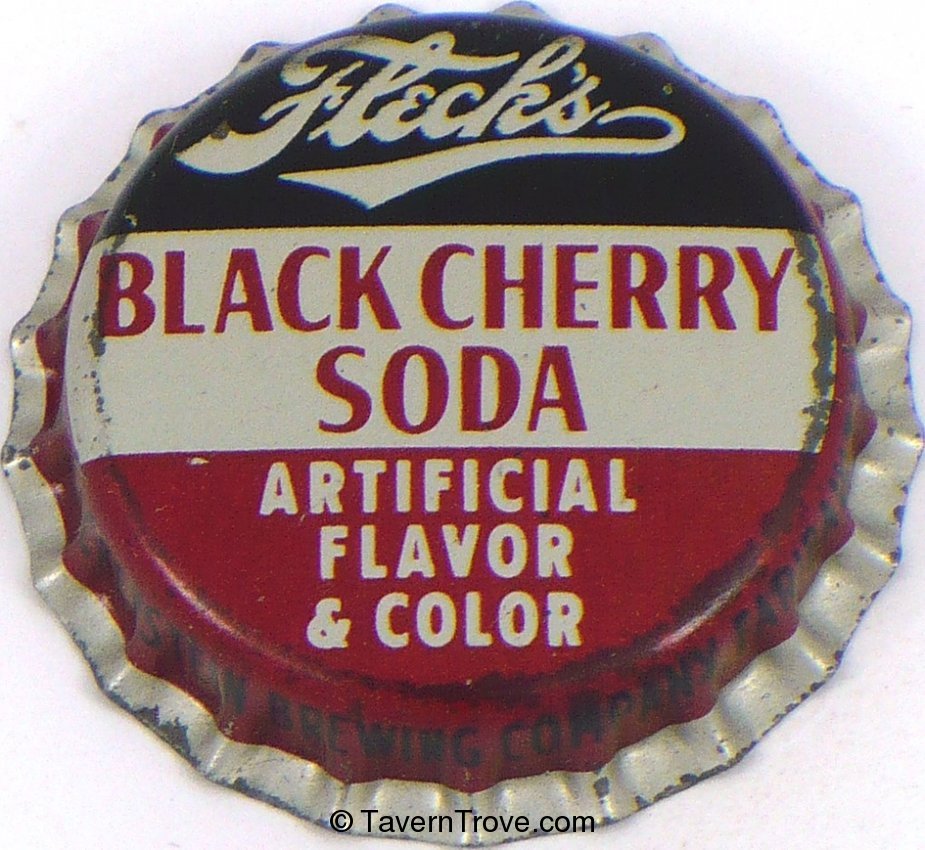 Fleck's
BLACK CHERRY
SODA
ARTIFICIAL
FLAVOR
& COLOR
BREWING COMPANY
© TavernTrove.com